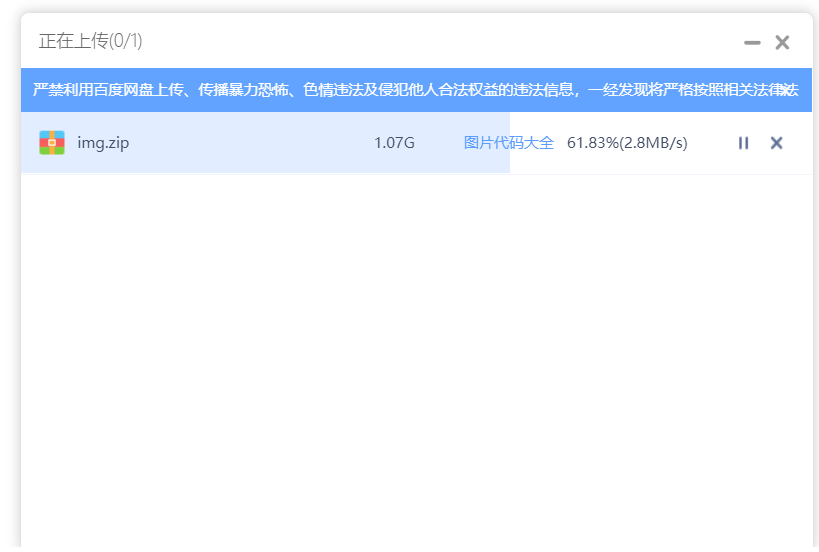 正在上传(0/1)
严禁利用百度网盘上传、传播暴力恐怖、色情违法及侵犯他人合法权益的违法信息，一经发现将严格按照相关法律法
img.zip 1.07G 图片代码大全 61.83%(2.8MB/s)